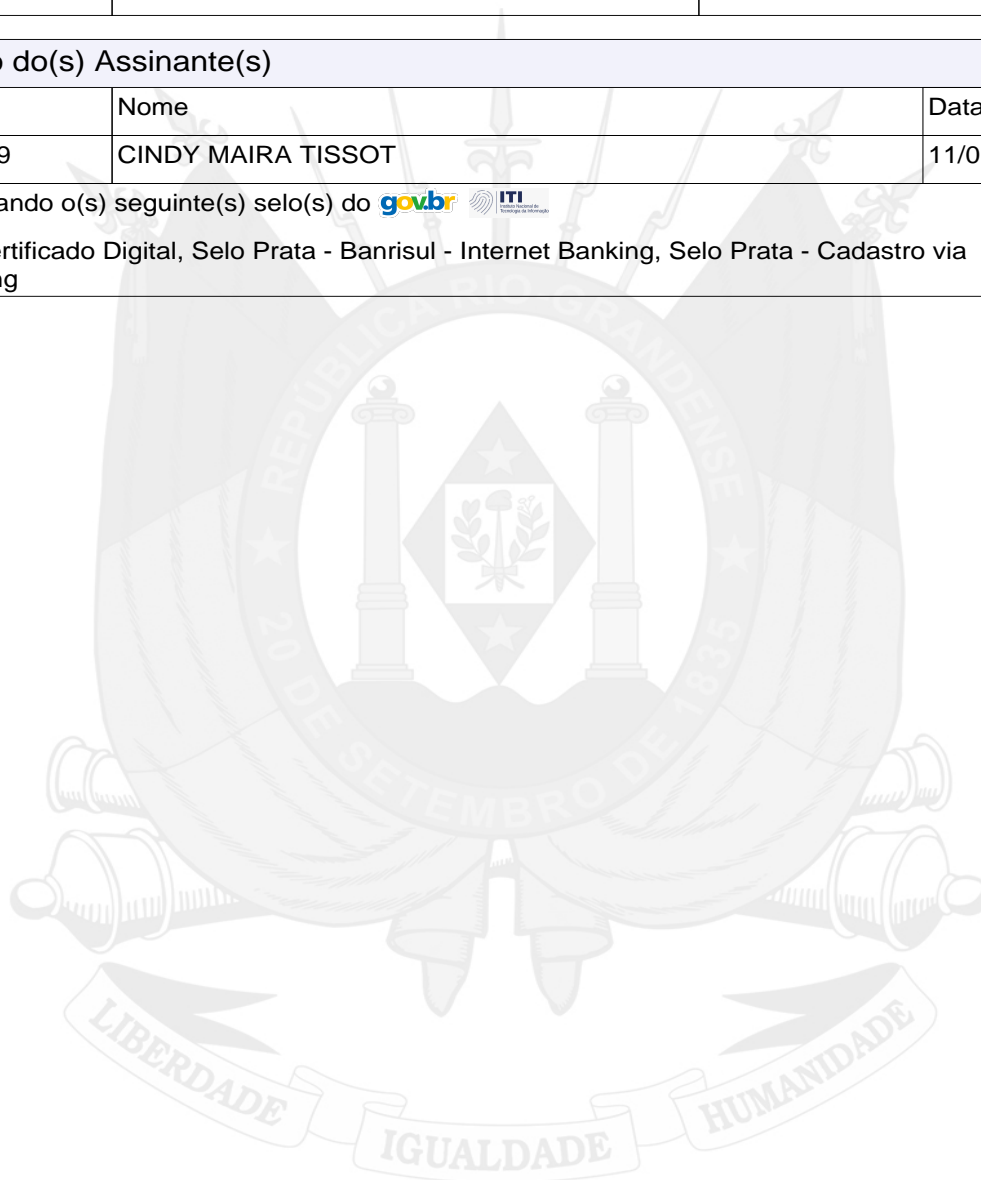 o do(s) Assinante(s)
Nome
Data
9
CINDY MAIRA TISSOT
11/0
ando o(s) seguinte(s) selo(s) do gov.br ITI
ertificado Digital, Selo Prata - Banrisul - Internet Banking, Selo Prata - Cadastro via
ng
REPÚBLICA RIO GRANDENSE
20 DE SETEMBRO DE 1835
LIBERDADE
IGUALDADE
HUMANIDADE